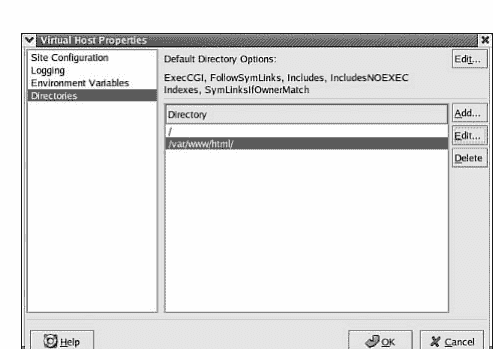 Virtual Host Properties
Site Configuration
Logging
Environment Variables
Directories
Default Directory Options:
Edit...
ExecCGI, FollowSymLinks, Includes, IncludesNOEXEC
Indexes, SymLinksIfOwnerMatch
Directory
Add...
/
Edit...
/var/www/html/
Delete
Help
OK
Cancel